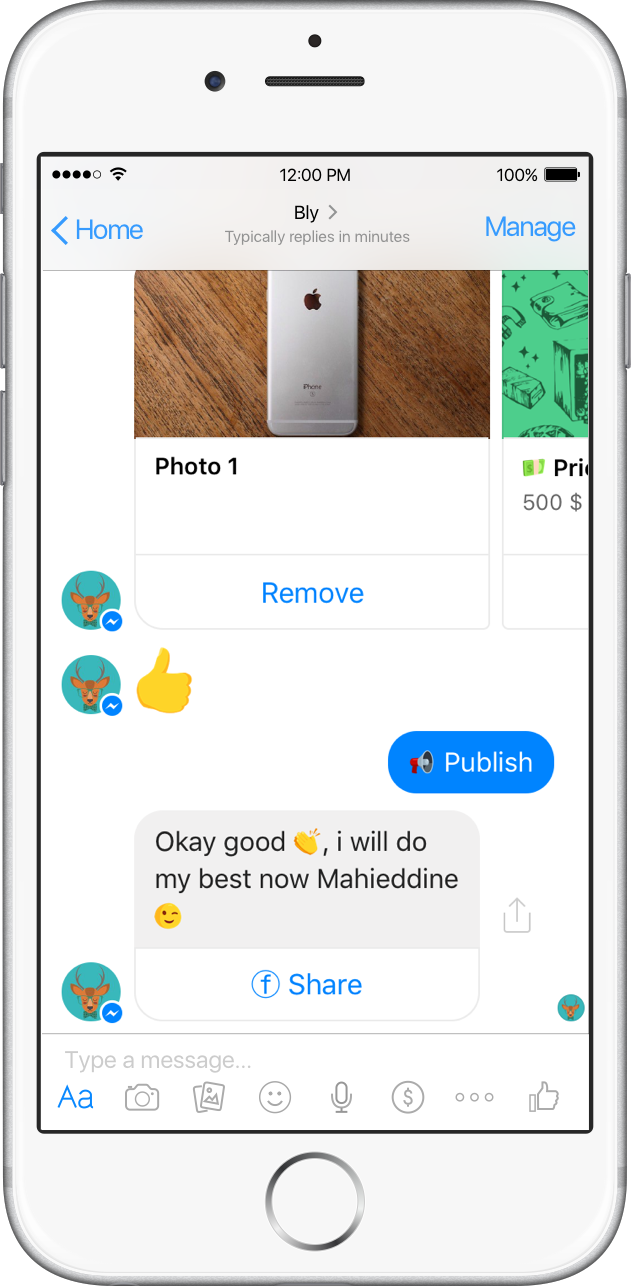 12:00 PM
100%
Home
Bly
Typically replies in minutes
Manage
iPhone
Photo 1
Remove
💵 Pric
500 $
📢 Publish
Okay good 👏, i will do
my best now Mahieddine
😉
Share
Type a message...
Aa